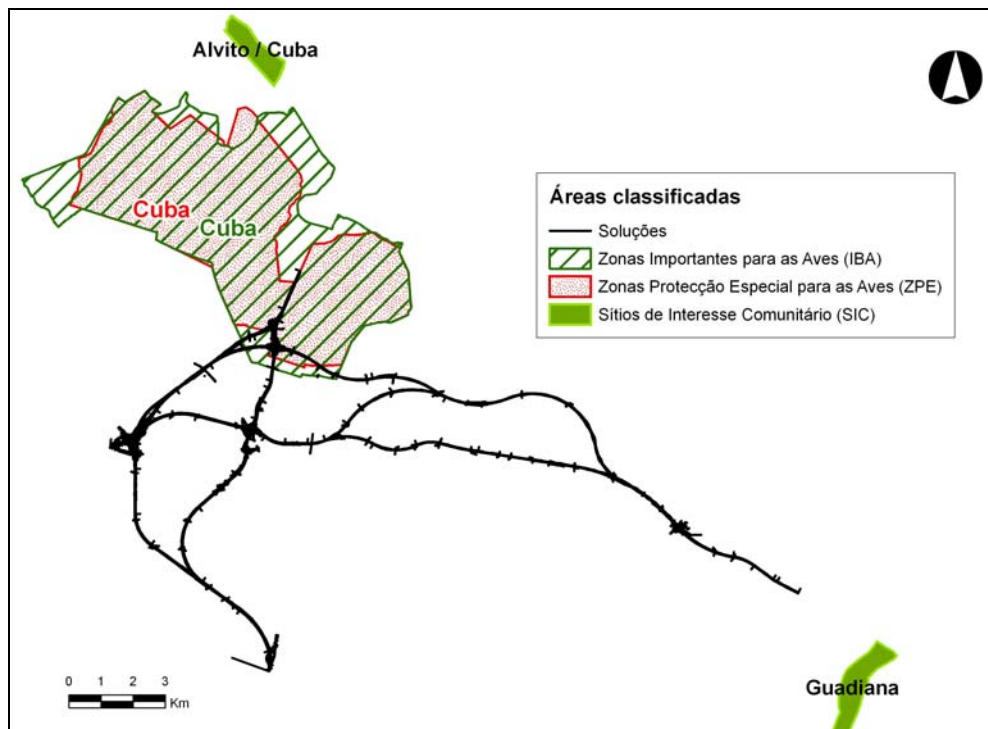 Alvito / Cuba
Cuba
Cuba
Áreas classificadas
Soluções
Zonas Importantes para as Aves (IBA)
Zonas Protecção Especial para as Aves (ZPE)
Sítios de Interesse Comunitário (SIC)
0 1 2 3
Km
Guadiana